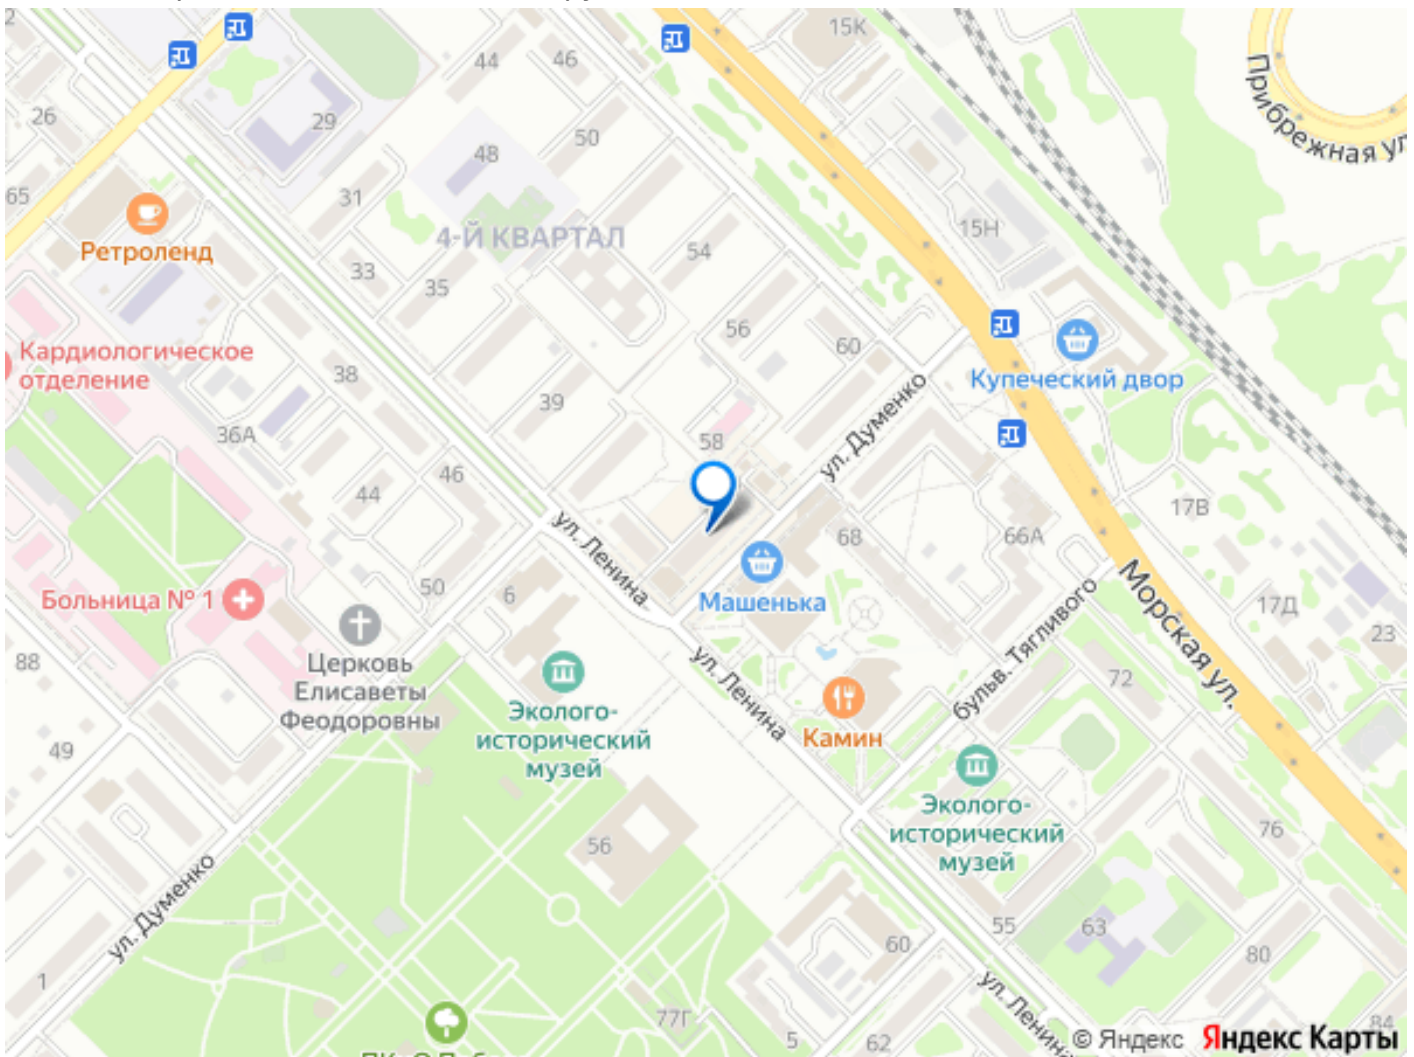 15К
44
46
Прибрежная ул
26
29
50
48
65
31
4-Й КВАРТАЛ
15Н
Ретроленд
54
33
35
56
60
Кардиологическое
отделение
38
Купеческий двор
39
ул. Думенко
36А
58
46
44
17В
ул. Ленина
68
66А
50
6
Машенька
Больница № 1
17Д
Морская ул.
23
88
Церковь
Елисаветы
Феодоровны
ул. Ленина
бульв. Тягливого
72
Эколого-
исторический
музей
Камин
49
Эколого-
исторический
музей
76
56
ул. Думенко
55
63
60
80
1
ул. Ленин
77Г
5
62
84
© Яндекс
Яндекс Карты